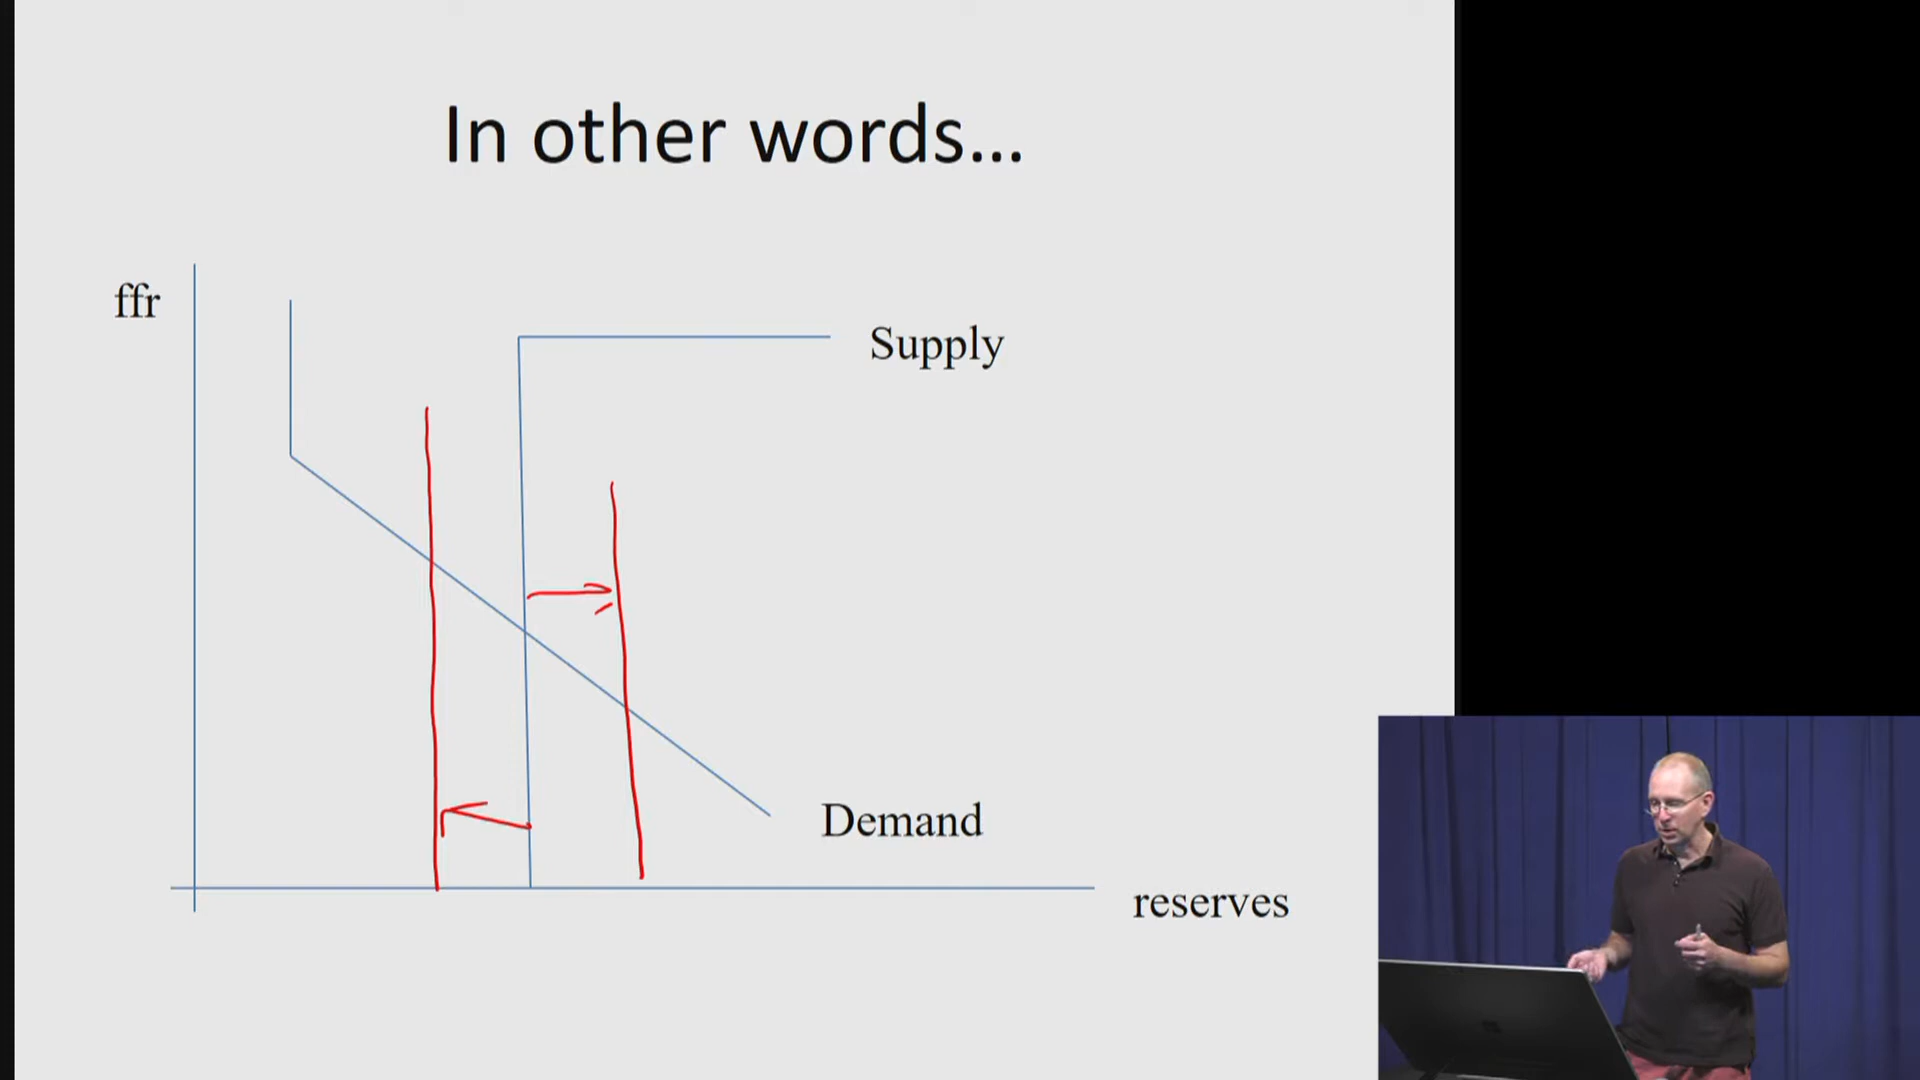 In other words...
ffr
Supply
Demand
reserves